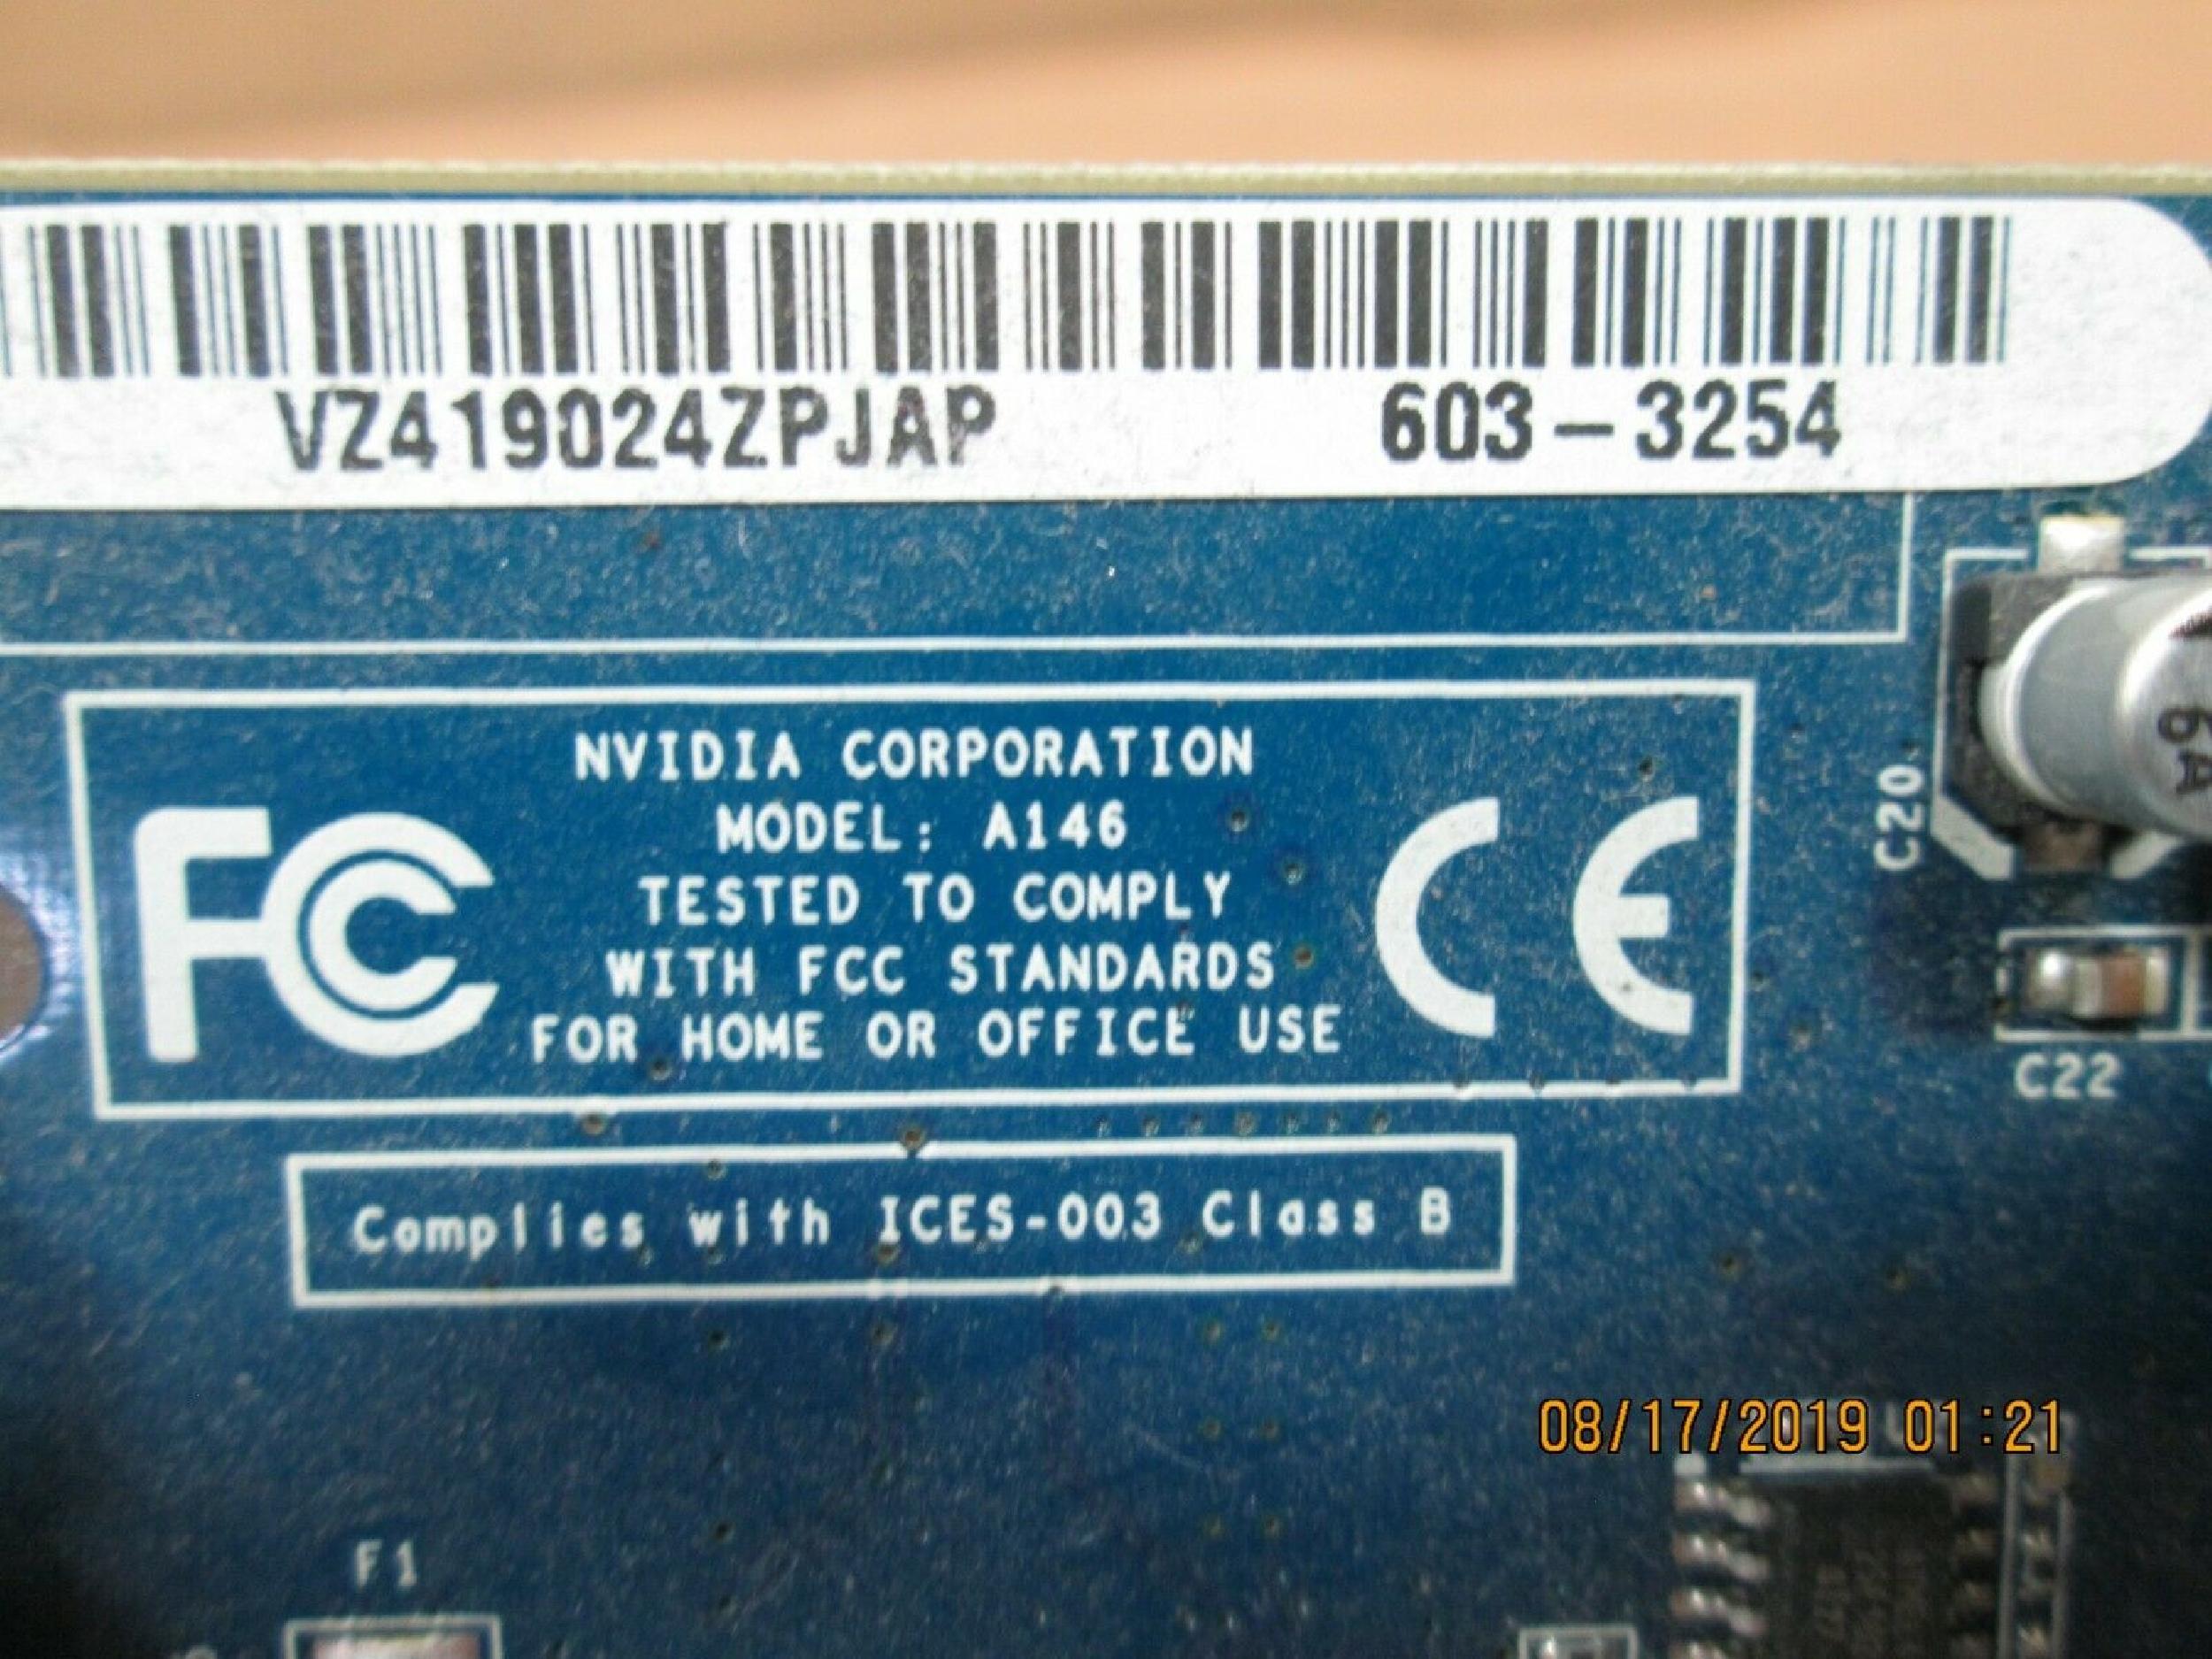 VZ419024ZPJAP 603-3254
NVIDIA CORPORATION
MODEL: A146
TESTED TO COMPLY
WITH FCC STANDARDS
FOR HOME OR OFFICE USE
FC
CE
C20
6A
C22
Complies with ICES-003 Class B
08/17/2019 01:21
F1